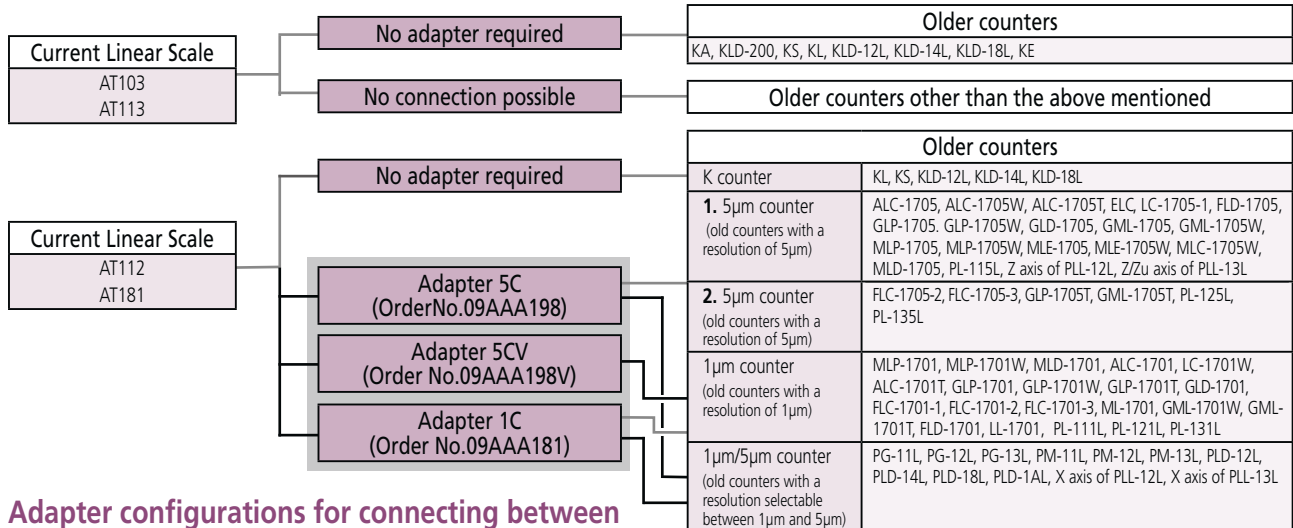 Current Linear Scale
AT103
AT113
No adapter required
No connection possible
Older counters
KA, KLD-200, KS, KL, KLD-12L, KLD-14L, KLD-18L, KE
Older counters other than the above mentioned
Current Linear Scale
AT112
AT181
No adapter required
Adapter 5C
(OrderNo.09AAA198)
Adapter 5CV
(Order No.09AAA198V)
Adapter 1C
(Order No.09AAA181)
Older counters
K counter
KL, KS, KLD-12L, KLD-14L, KLD-18L
1. 5µm counter
(old counters with a
resolution of 5µm)
ALC-1705, ALC-1705W, ALC-1705T, ELC, LC-1705-1, FLD-1705,
GLP-1705. GLP-1705W, GLD-1705, GML-1705, GML-1705W,
MLP-1705, MLP-1705W, MLE-1705, MLE-1705W, MLC-1705W,
MLD-1705, PL-115L, Z axis of PLL-12L, Z/Zu axis of PLL-13L
2. 5µm counter
(old counters with a
resolution of 5µm)
FLC-1705-2, FLC-1705-3, GLP-1705T, GML-1705T, PL-125L,
PL-135L
1µm counter
(old counters with a
resolution of 1µm)
MLP-1701, MLP-1701W, MLD-1701, ALC-1701, LC-1701W,
ALC-1701T, GLP-1701, GLP-1701W, GLP-1701T, GLD-1701,
FLC-1701-1, FLC-1701-2, FLC-1701-3, ML-1701, GML-1701W, GML-
1701T, FLD-1701, LL-1701, PL-111L, PL-121L, PL-131L
1µm/5µm counter
(old counters with a
resolution selectable
between 1µm and 5µm)
PG-11L, PG-12L, PG-13L, PM-11L, PM-12L, PM-13L, PLD-12L,
PLD-14L, PLD-18L, PLD-1AL, X axis of PLL-12L, X axis of PLL-13L
Adapter configurations for connecting between